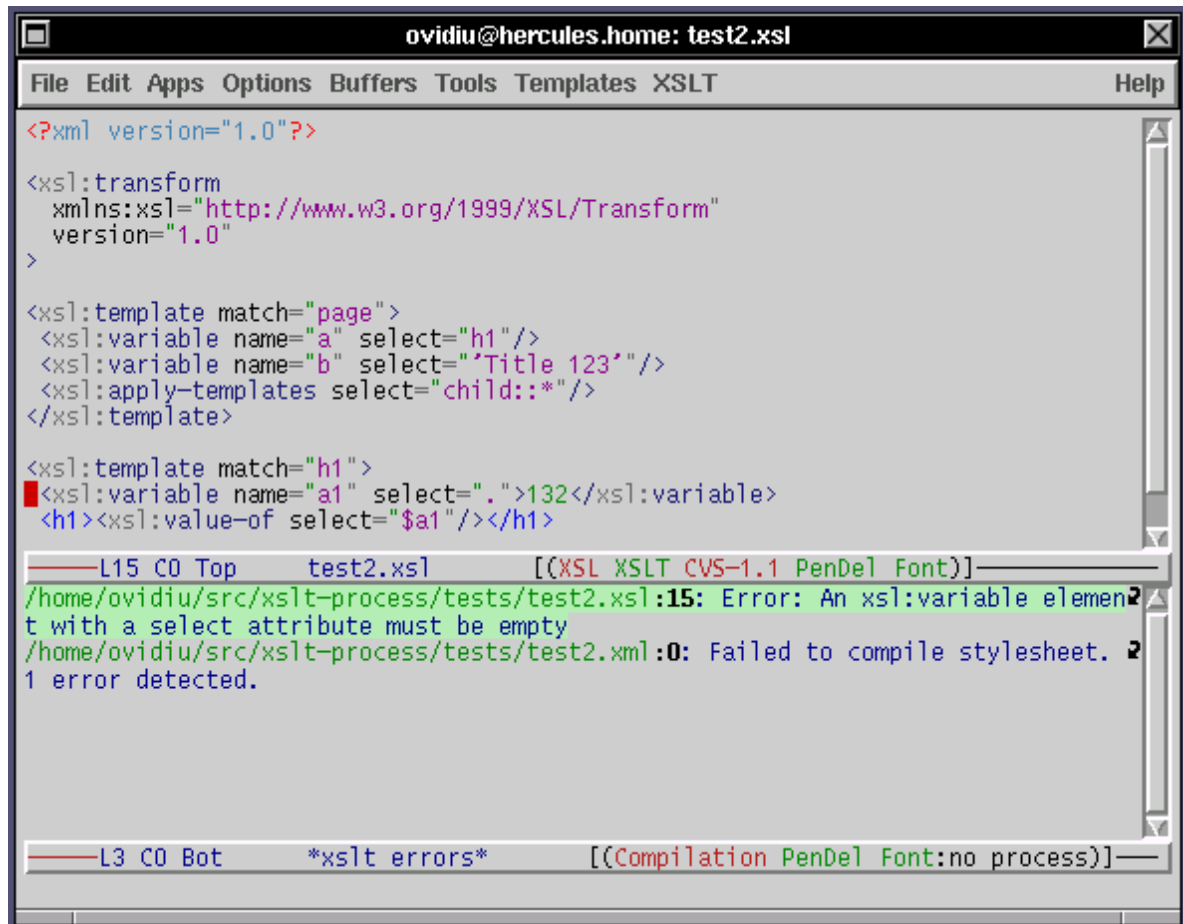 ovidiu@hercules.home: test2.xsl
File Edit Apps Options Buffers Tools Templates XSLT Help
<?xml version="1.0"?>
<xsl:transform
  xmlns:xsl="http://www.w3.org/1999/XSL/Transform"
  version="1.0"
>
<xsl:template match="page">
 <xsl:variable name="a" select="h1"/>
 <xsl:variable name="b" select="'Title 123'"/>
 <xsl:apply-templates select="child::*"/>
</xsl:template>
<xsl:template match="h1">
 <xsl:variable name="a1" select=".">132</xsl:variable>
 <h1><xsl:value-of select="$a1"/></h1>
L15 C0 Top test2.xsl [(XSL XSLT CVS-1.1 PenDel Font)]
/home/ovidiu/src/xslt-process/tests/test2.xsl:15: Error: An xsl:variable elemen
t with a select attribute must be empty
/home/ovidiu/src/xslt-process/tests/test2.xml:0: Failed to compile stylesheet.
1 error detected.
L3 C0 Bot *xslt errors* [(Compilation PenDel Font:no process)]